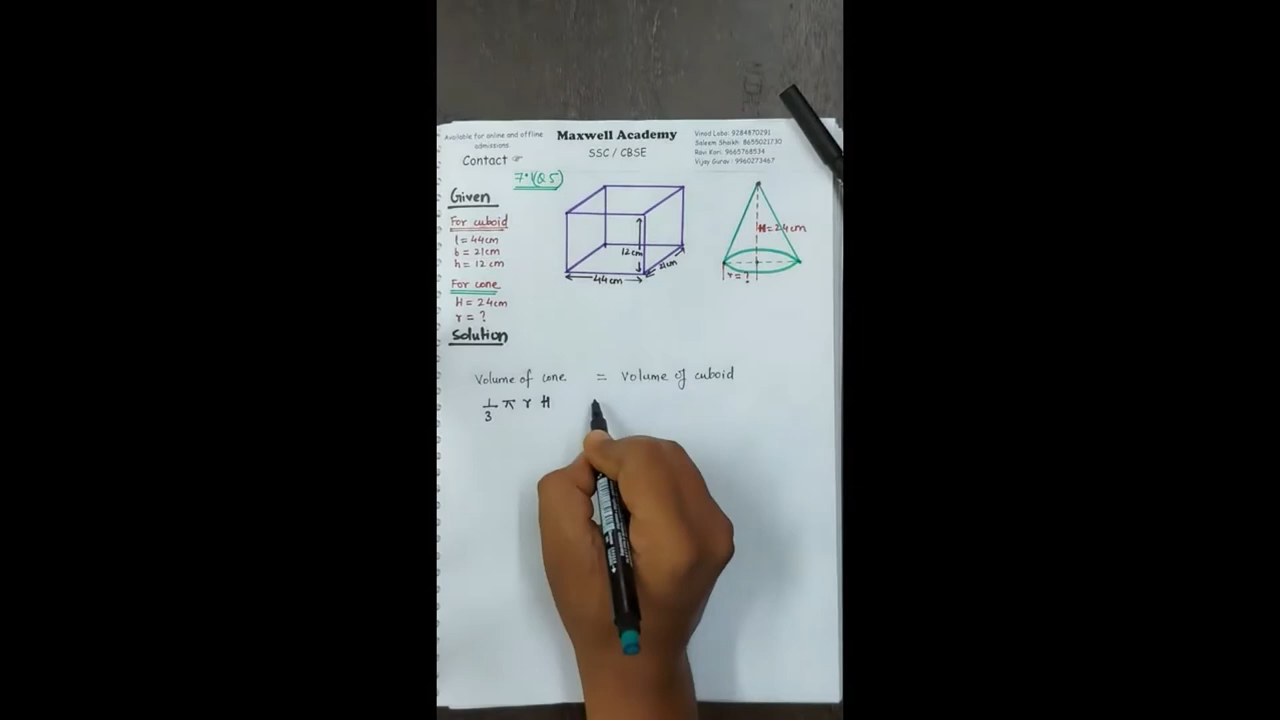 Available for online and offline
admissions
Contact ☞
Maxwell Academy
SSC / CBSE
Vinod Lobo: 9284870291
Saleem Shaikh: 8655021730
Ravi Kori: 9665768534
Vijay Gurav : 9960273467
7.1(Q5)
Given
For cuboid
l = 44cm
b = 21cm
h = 12 cm
For cone
H = 24cm
r = ?
Solution
12cm
21cm
44cm
H=24cm
r=?
Volume of cone = Volume of cuboid
1/3 π r H